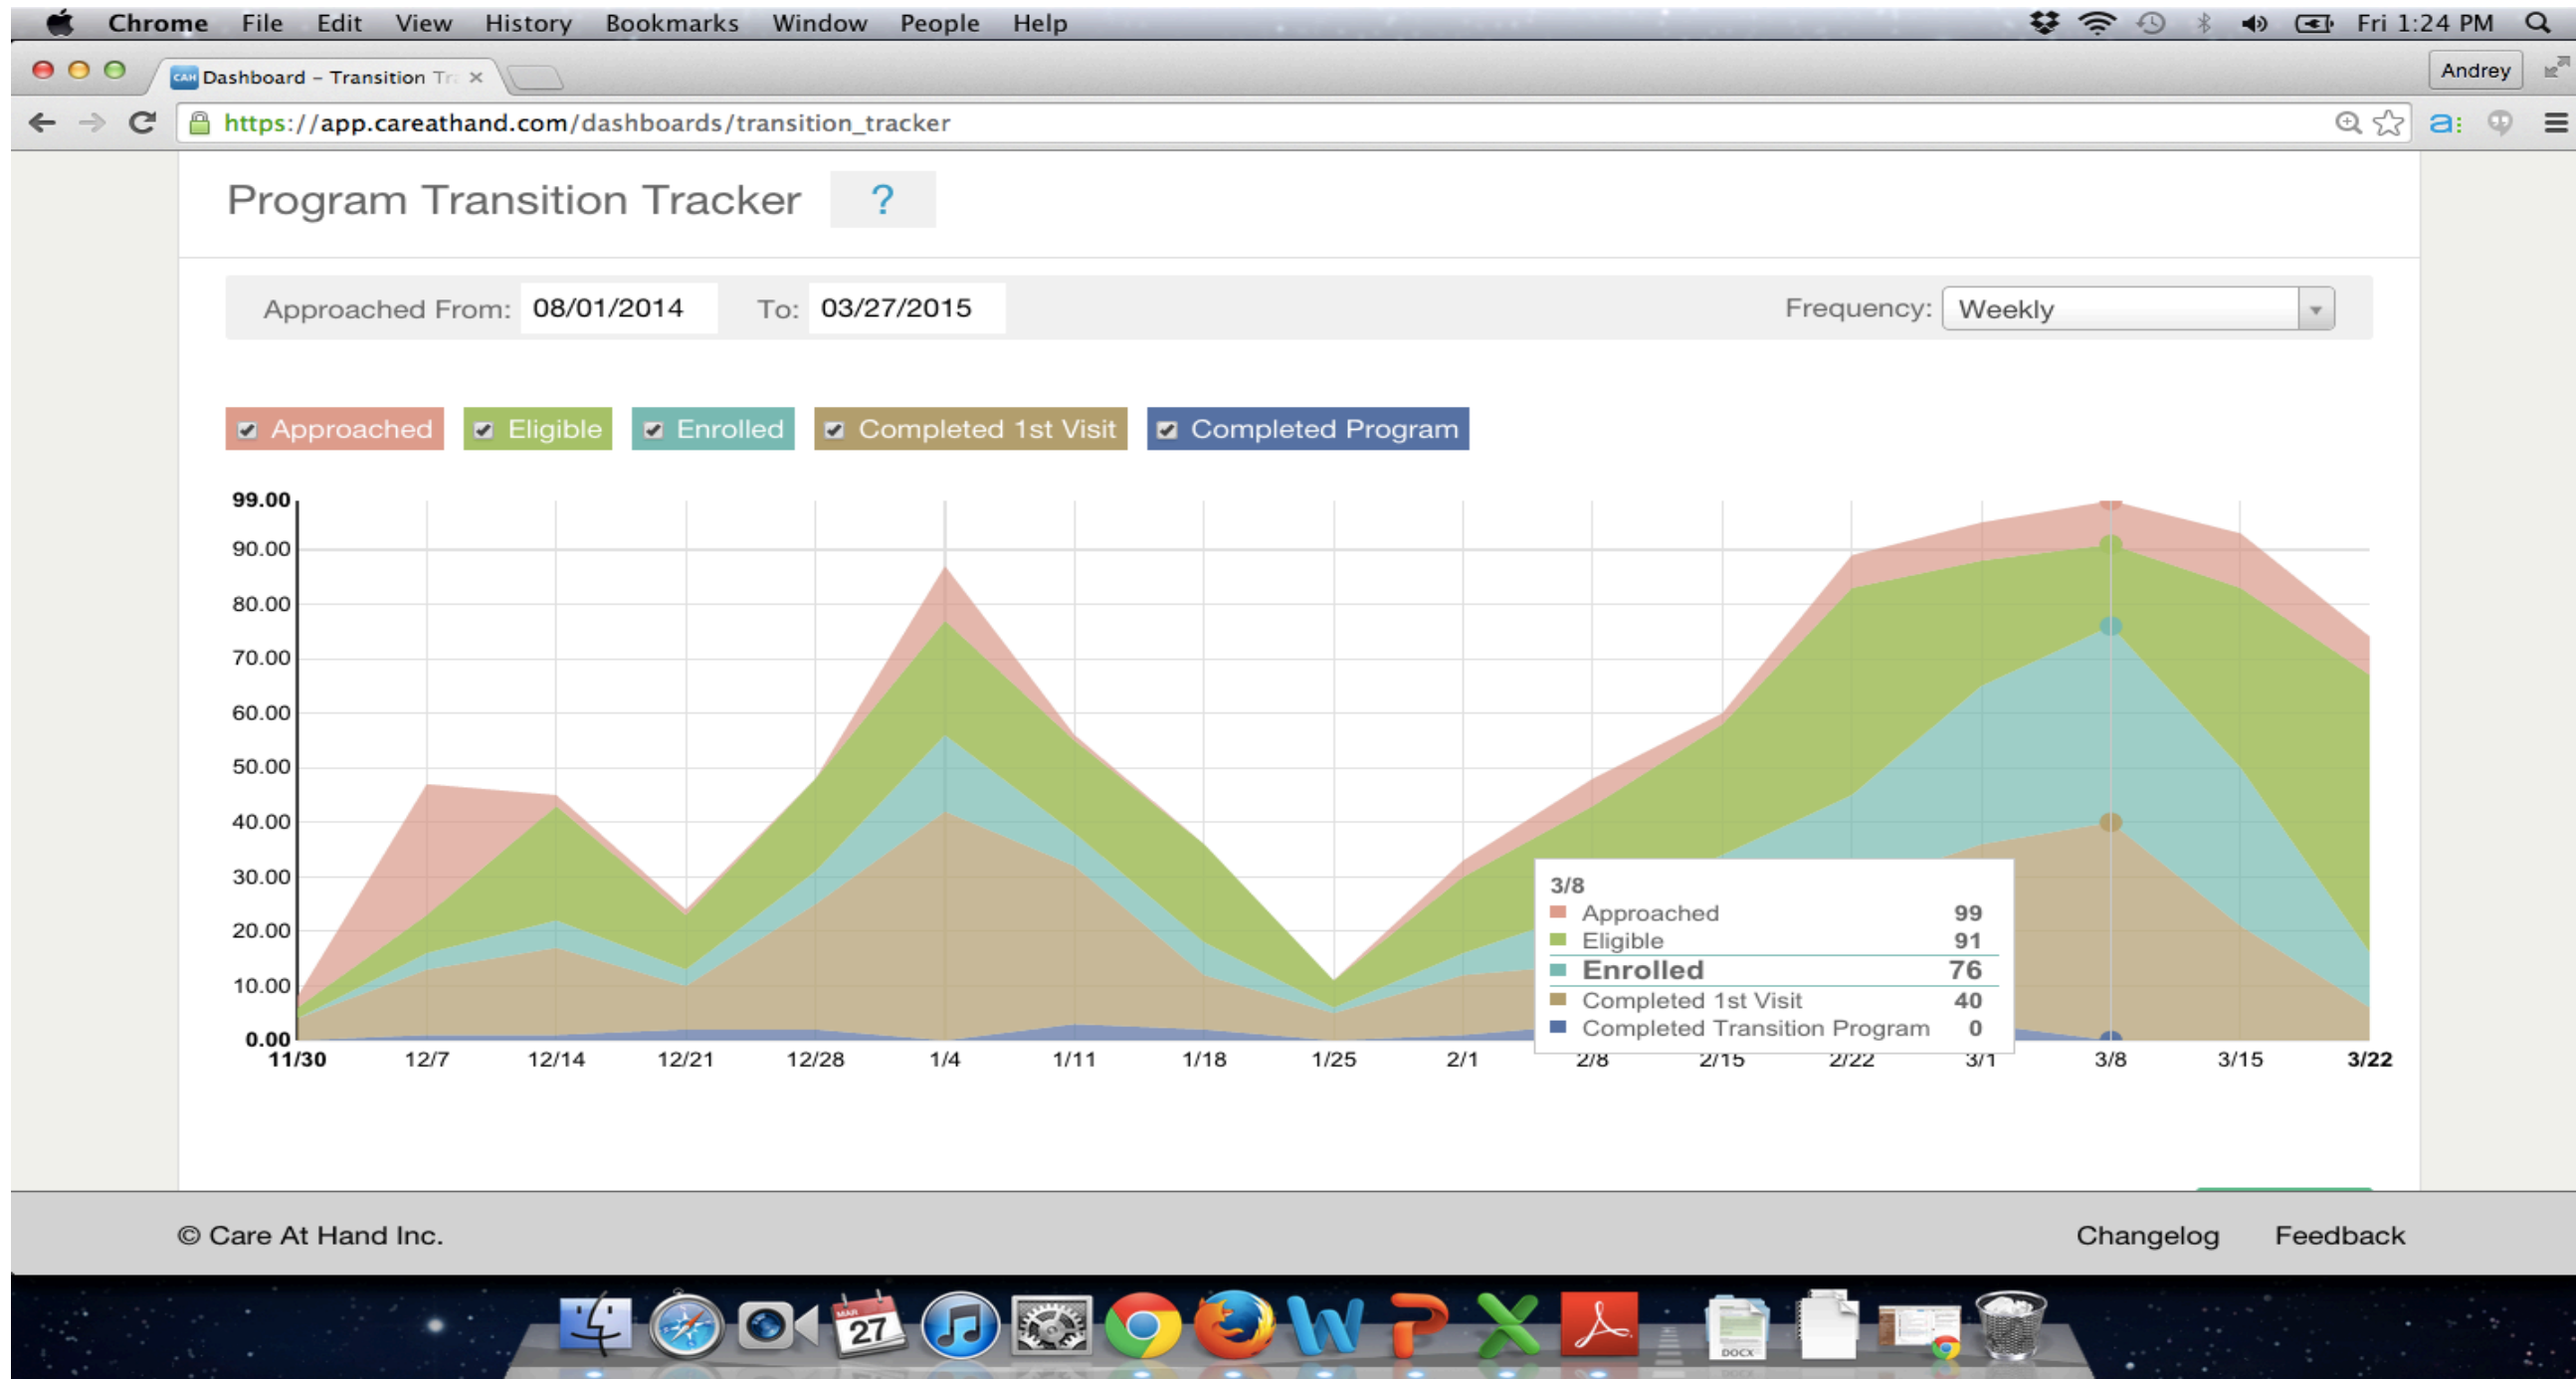 Chrome File Edit View History Bookmarks Window People Help Fri 1:24 PM
CAH Dashboard – Transition Tr Andrey
https://app.careathand.com/dashboards/transition_tracker a:
Program Transition Tracker ?
Approached From: 08/01/2014 To: 03/27/2015 Frequency: Weekly
Approached Eligible Enrolled Completed 1st Visit Completed Program
99.00
90.00
80.00
70.00
60.00
50.00
40.00
30.00
20.00
10.00
0.00
3/8
Approached 99
Eligible 91
Enrolled 76
Completed 1st Visit 40
Completed Transition Program 0
11/30 12/7 12/14 12/21 12/28 1/4 1/11 1/18 1/25 2/1 2/8 2/15 2/22 3/1 3/8 3/15 3/22
© Care At Hand Inc. Changelog Feedback
MAR
27
DOCX